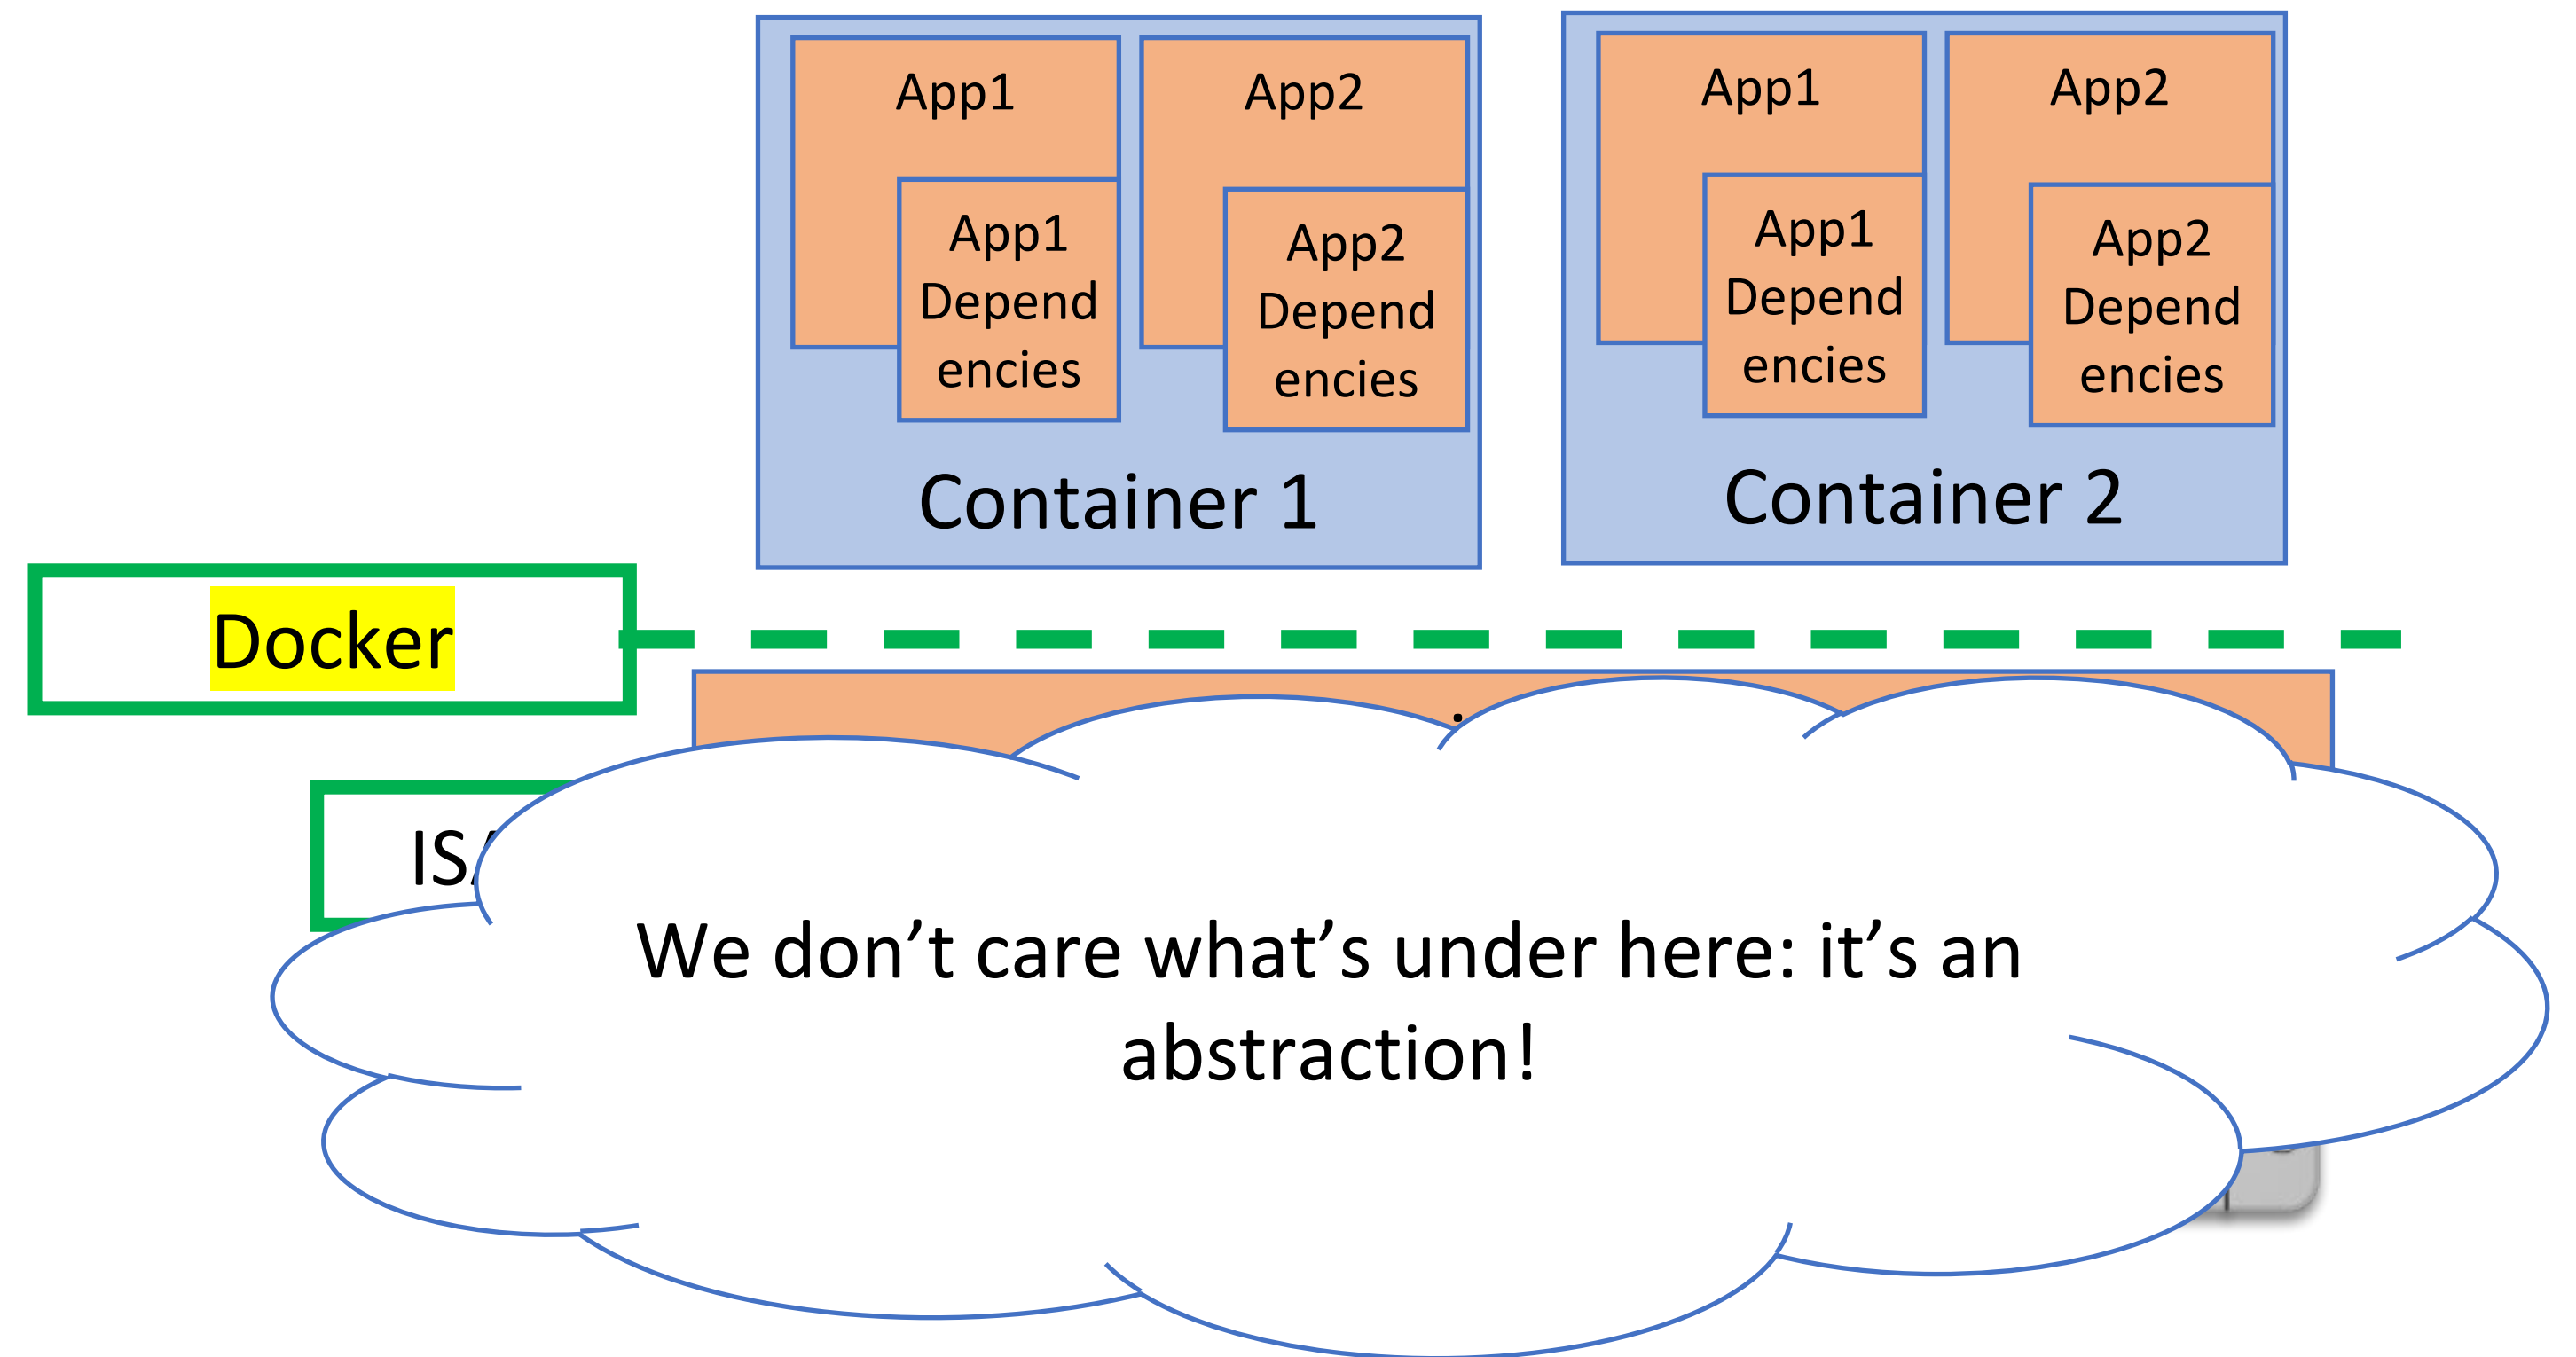 App1
App2
App1
Depend
encies
App2
Depend
encies
Container 1
App1
App2
App1
Depend
encies
App2
Depend
encies
Container 2
Docker
We don’t care what’s under here: it’s an
abstraction!